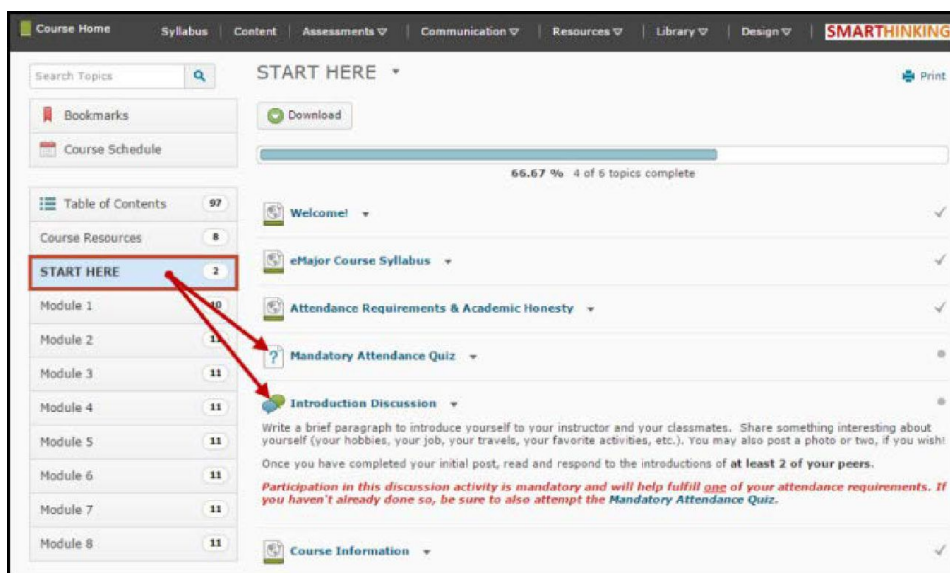 Course Home
Syllabus
Content
Assessments
Communication
Resources
Library
Design
SMARTHINKING
Search Topics
START HERE
Print
Bookmarks
Download
Course Schedule
66.67 % 4 of 6 topics complete
Table of Contents 97
Welcome!
Course Resources 8
eMajor Course Syllabus
START HERE 2
Module 1 10
Attendance Requirements & Academic Honesty
Module 2 11
Mandatory Attendance Quiz
Module 3 11
Introduction Discussion
Module 4 11
Write a brief paragraph to introduce yourself to your instructor and your classmates. Share something interesting about
yourself (your hobbies, your job, your travels, your favorite activities, etc.). You may also post a photo or two, if you wish!
Module 5 11
Once you have completed your initial post, read and respond to the introductions of at least 2 of your peers.
Module 6 11
Participation in this discussion activity is mandatory and will help fulfill one of your attendance requirements. If
you haven't already done so, be sure to also attempt the Mandatory Attendance Quiz.
Module 7 11
Module 8 11
Course Information